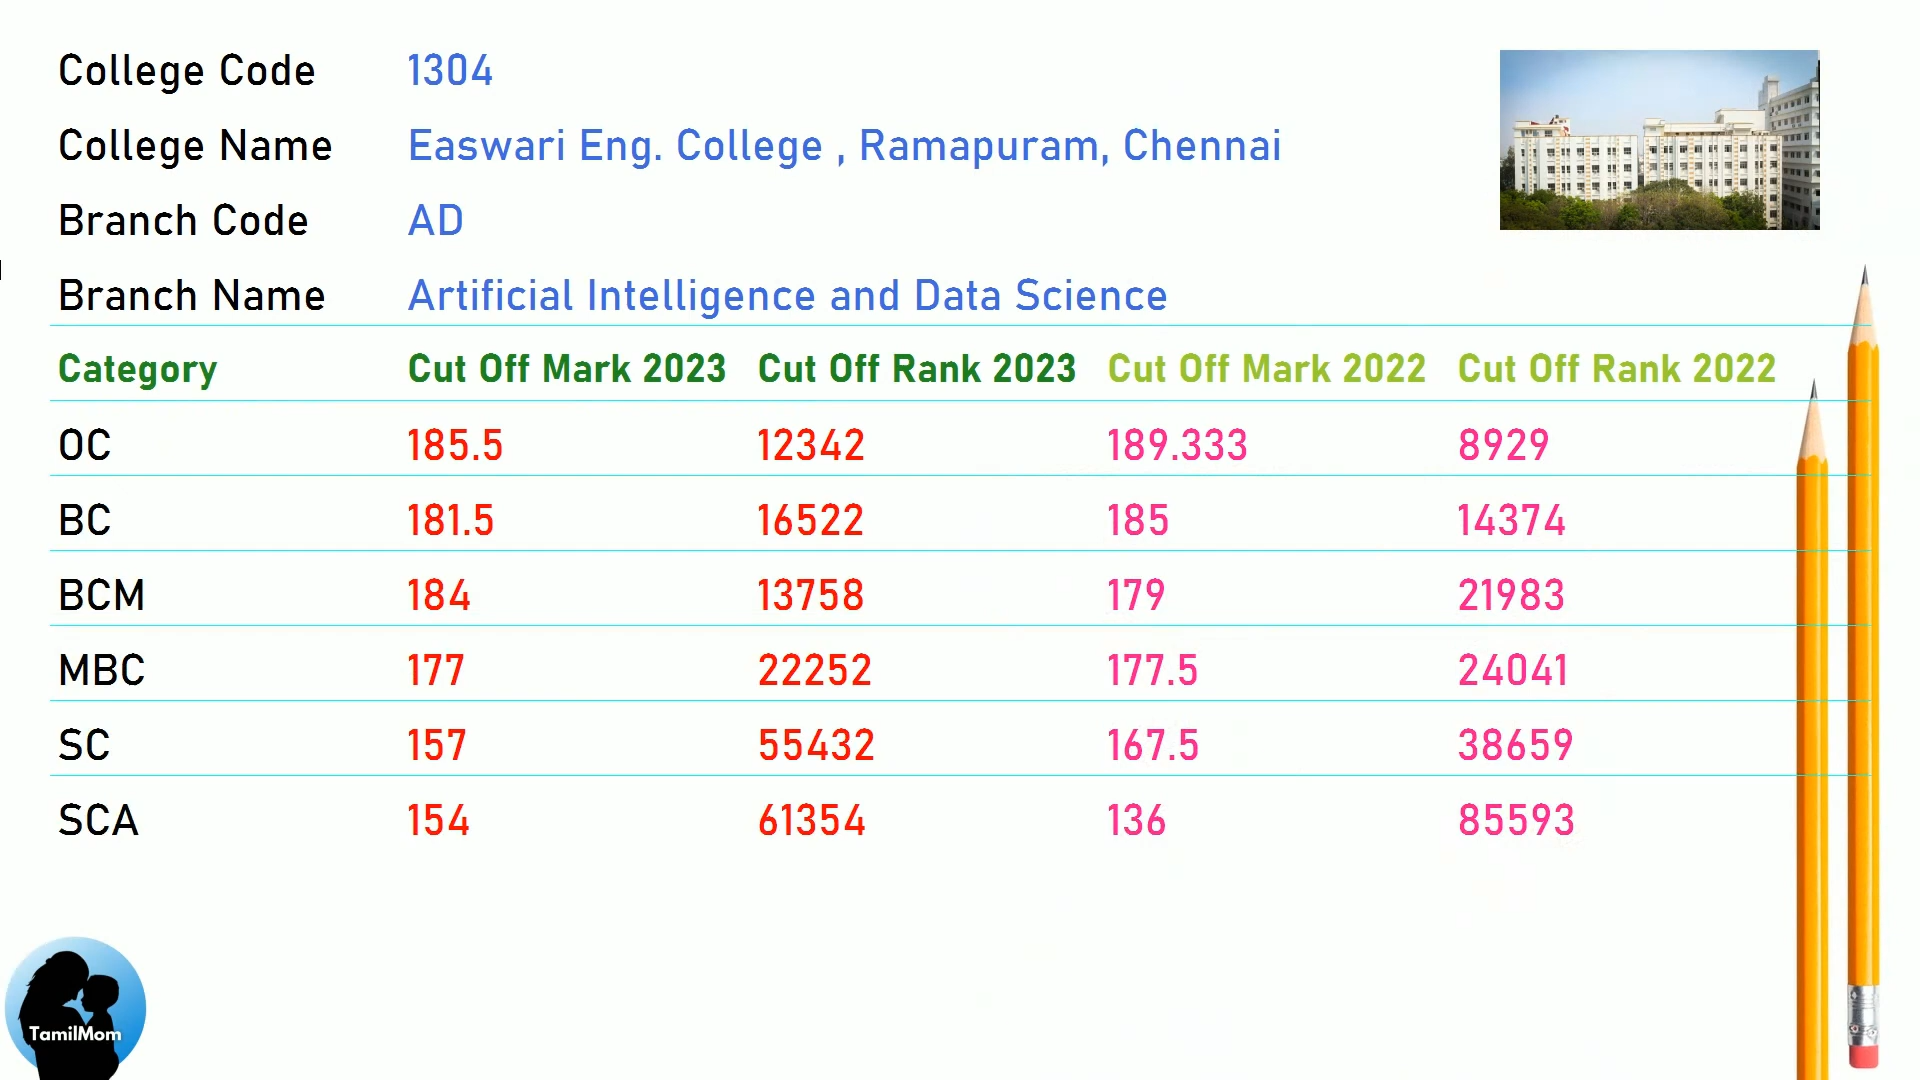 College Code 1304
College Name Easwari Eng. College , Ramapuram, Chennai
Branch Code AD
Branch Name Artificial Intelligence and Data Science
Category Cut Off Mark 2023 Cut Off Rank 2023 Cut Off Mark 2022 Cut Off Rank 2022
OC 185.5 12342 189.333 8929
BC 181.5 16522 185 14374
BCM 184 13758 179 21983
MBC 177 22252 177.5 24041
SC 157 55432 167.5 38659
SCA 154 61354 136 85593
TamilMom